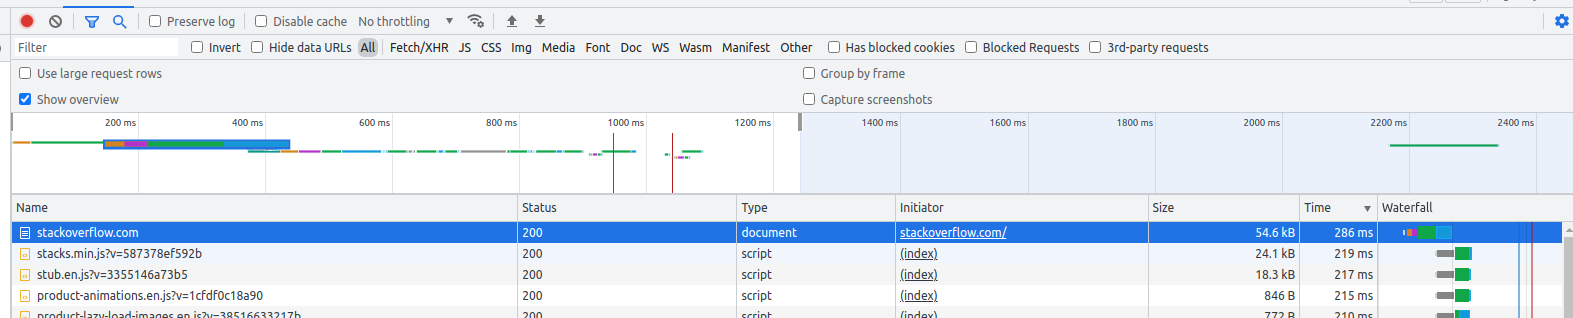 Preserve log Disable cache No throttling
Filter Invert Hide data URLs All Fetch/XHR JS CSS Img Media Font Doc WS Wasm Manifest Other Has blocked cookies Blocked Requests 3rd-party requests
Use large request rows Group by frame
Show overview Capture screenshots
200 ms 400 ms 600 ms 800 ms 1000 ms 1200 ms 1400 ms 1600 ms 1800 ms 2000 ms 2200 ms 2400 ms
Name Status Type Initiator Size Time Waterfall
stackoverflow.com 200 document stackoverflow.com/ 54.6 kB 286 ms
stacks.min.js?v=587378ef592b 200 script (index) 24.1 kB 219 ms
stub.en.js?v=3355146a73b5 200 script (index) 18.3 kB 217 ms
product-animations.en.js?v=1cfdf0c18a90 200 script (index) 846 B 215 ms
product-lazy-load-images.en.js?v=38516633217b 200 script (index) 772 B 210 ms